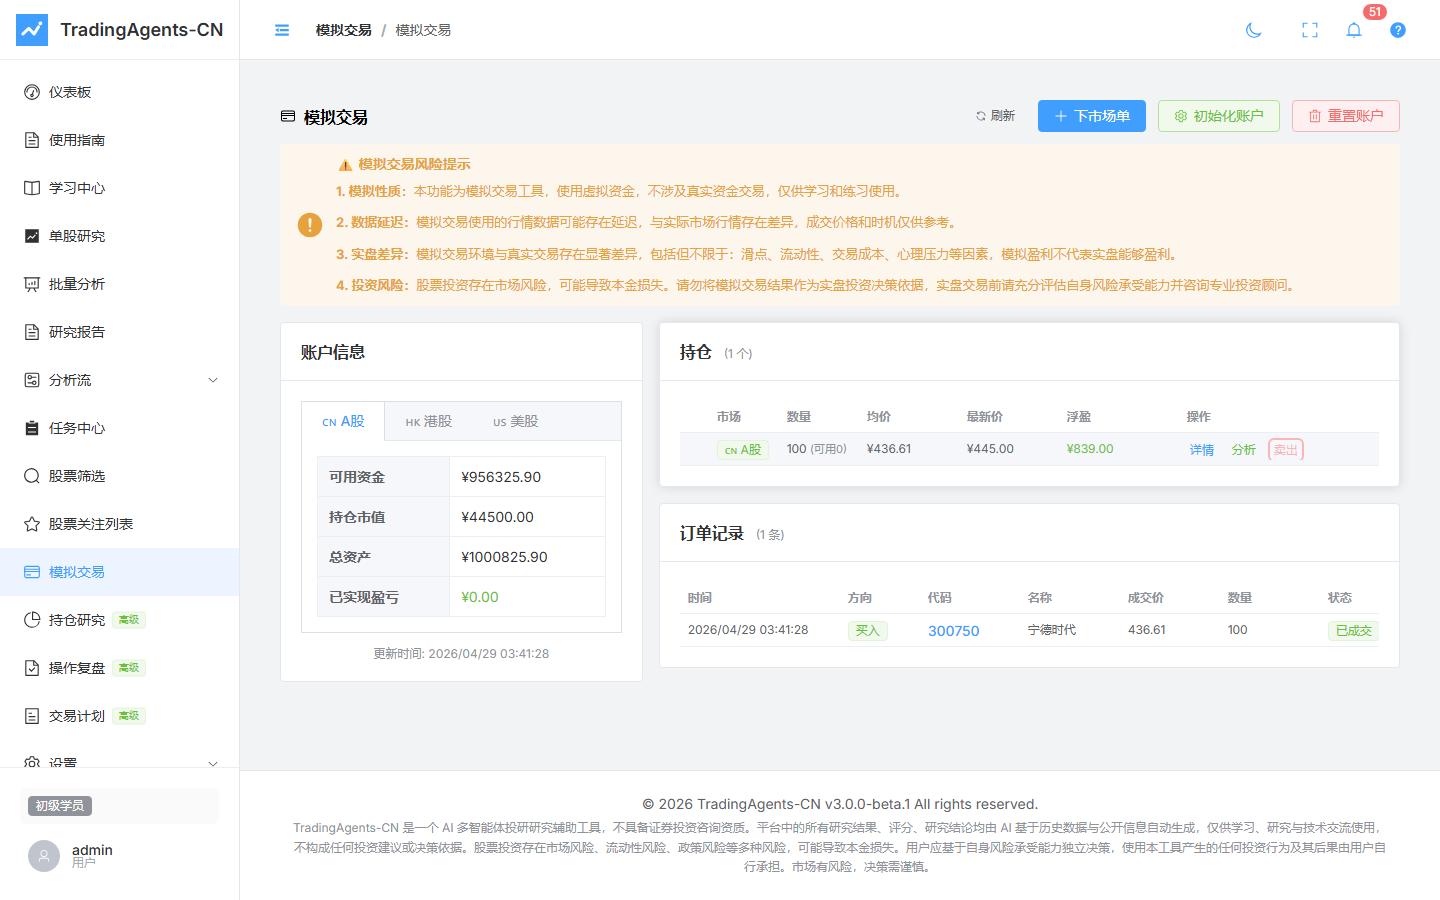 TradingAgents-CN
模拟交易 / 模拟交易
51
仪表板
使用指南
学习中心
单股研究
批量分析
研究报告
分析流
任务中心
股票筛选
股票关注列表
模拟交易
持仓研究 高级
操作复盘 高级
交易计划 高级
设置
初级学员
admin
用户
模拟交易
刷新
下市场单
初始化账户
重置账户
模拟交易风险提示
1. 模拟性质：本功能为模拟交易工具，使用虚拟资金，不涉及真实资金交易，仅供学习和练习使用。
2. 数据延迟：模拟交易使用的行情数据可能存在延迟，与实际市场行情存在差异，成交价格和时机仅供参考。
3. 实盘差异：模拟交易环境与真实交易存在显著差异，包括但不限于：滑点、流动性、交易成本、心理压力等因素，模拟盈利不代表实盘能够盈利。
4. 投资风险：股票投资存在市场风险，可能导致本金损失。请勿将模拟交易结果作为实盘投资决策依据，实盘交易前请充分评估自身风险承受能力并咨询专业投资顾问。
账户信息
CN A股 HK 港股 US 美股
可用资金 ¥956325.90
持仓市值 ¥44500.00
总资产 ¥1000825.90
已实现盈亏 ¥0.00
更新时间: 2026/04/29 03:41:28
持仓 (1 个)
市场 数量 均价 最新价 浮盈 操作
CN A股 100 (可用0) ¥436.61 ¥445.00 ¥839.00 详情 分析 卖出
订单记录 (1 条)
时间 方向 代码 名称 成交价 数量 状态
2026/04/29 03:41:28 买入 300750 宁德时代 436.61 100 已成交
© 2026 TradingAgents-CN v3.0.0-beta.1 All rights reserved.
TradingAgents-CN 是一个 AI 多智能体投研研究辅助工具，不具备证券投资咨询资质。平台中的所有研究结果、评分、研究结论均由 AI 基于历史数据与公开信息自动生成，仅供学习、研究与技术交流使用，
不构成任何投资建议或决策依据。股票投资存在市场风险、流动性风险、政策风险等多种风险，可能导致本金损失。用户应基于自身风险承受能力独立决策，使用本工具产生的任何投资行为及其后果由用户自
行承担。市场有风险，决策需谨慎。